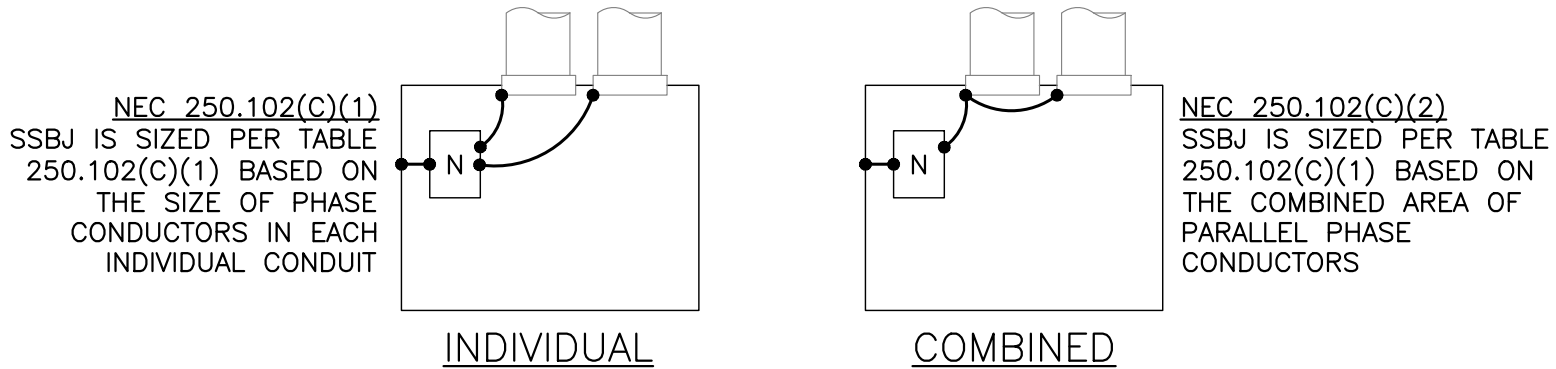 NEC 250.102(C)(1)
SSBJ IS SIZED PER TABLE
250.102(C)(1) BASED ON
THE SIZE OF PHASE
CONDUCTORS IN EACH
INDIVIDUAL CONDUIT
N
INDIVIDUAL
N
COMBINED
NEC 250.102(C)(2)
SSBJ IS SIZED PER TABLE
250.102(C)(1) BASED ON
THE COMBINED AREA OF
PARALLEL PHASE
CONDUCTORS